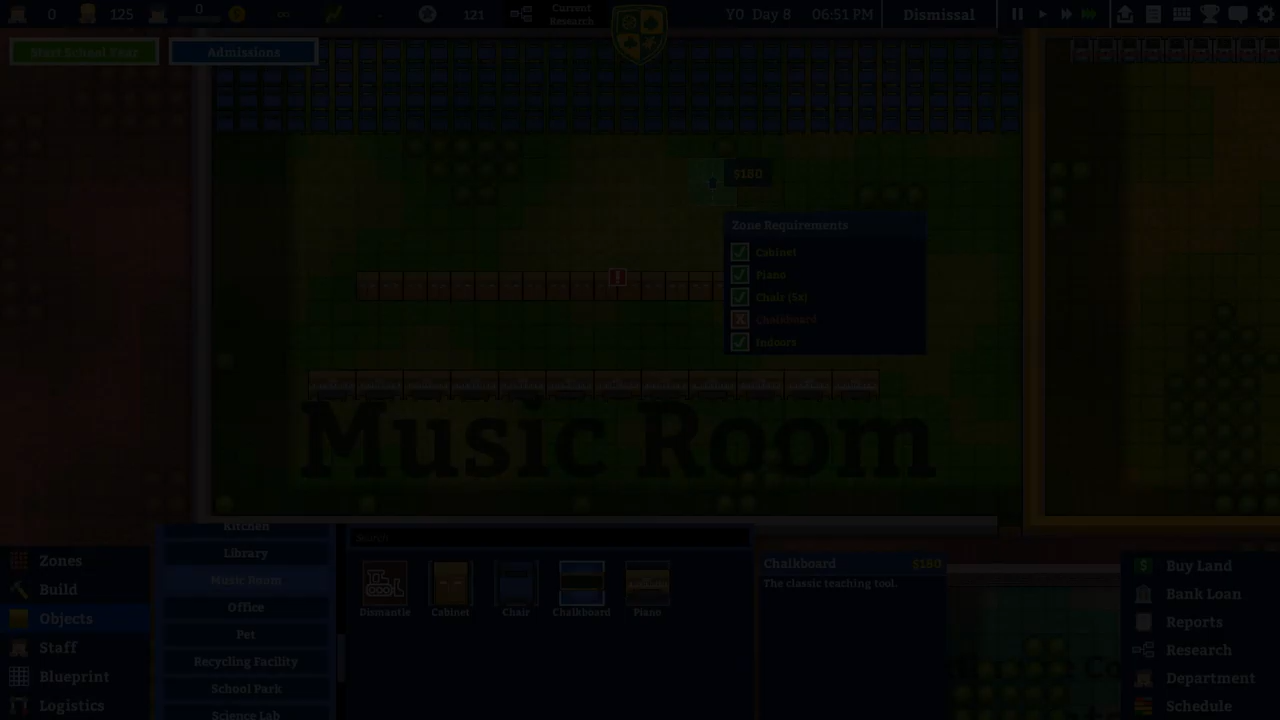 0 125 0 ∞ - 121 Current Research Y0 Day 8 06:51 PM Dismissal
Start School Year Admissions
$180
Zone Requirements
Cabinet
Piano
Chair (5x)
Chalkboard
Indoors
Music Room
Kitchen
Library
Music Room
Office
Pet
Recycling Facility
School Park
Science Lab
Search
Dismantle Cabinet Chair Chalkboard Piano
Chalkboard $180
The classic teaching tool.
Zones
Build
Objects
Staff
Blueprint
Logistics
Buy Land
Bank Loan
Reports
Research
Department
Schedule